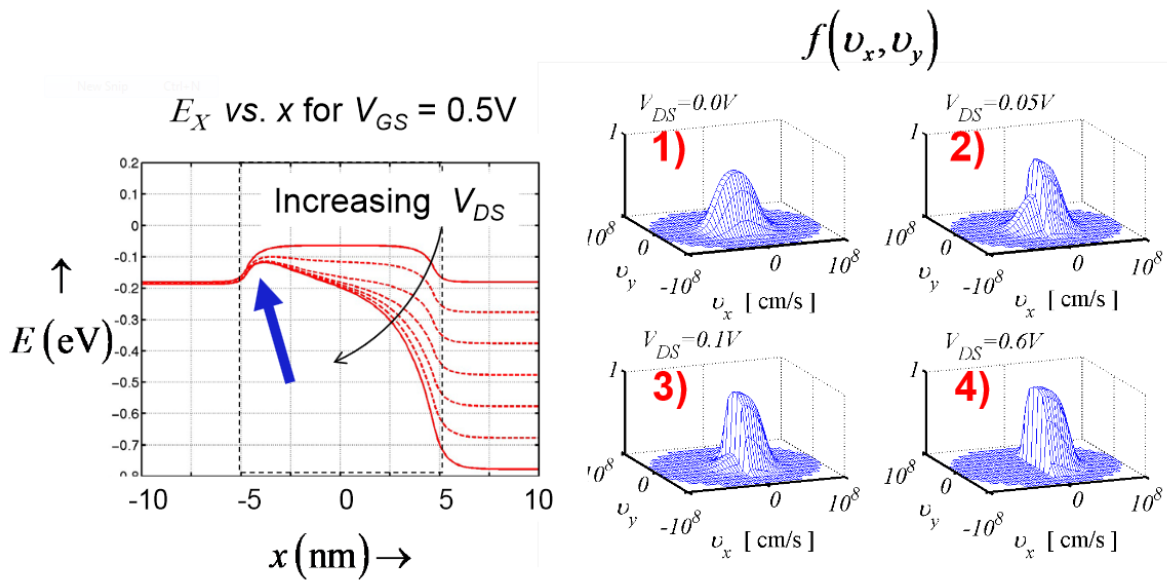 f(υx, υy)
New Snip Ctrl+N
EX vs. x for VGS = 0.5V
0.2
0.1
0
-0.1
-0.2
-0.3
-0.4
-0.5
-0.6
-0.7
Increasing VDS
↑
E (eV)
-10 -5 0 5 10
x (nm) →
VDS=0.0V
1)
1
10^8
0
-10^8
υy
0
10^8
υx [ cm/s ]
VDS=0.05V
2)
1
10^8
0
-10^8
υy
0
10^8
υx [ cm/s ]
VDS=0.1V
3)
1
10^8
0
-10^8
υy
0
10^8
υx [ cm/s ]
VDS=0.6V
4)
1
10^8
0
-10^8
υy
0
10^8
υx [ cm/s ]